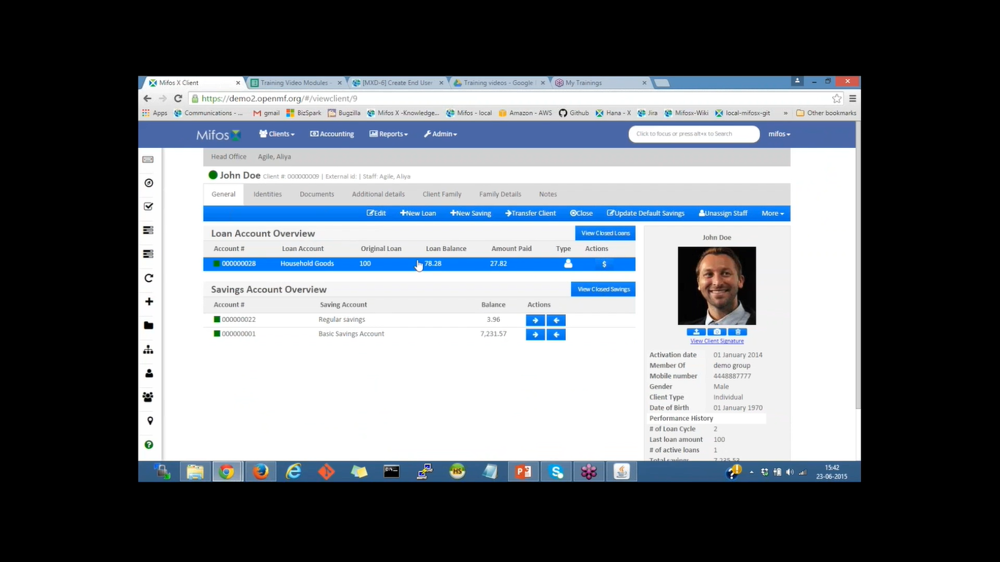 Mifos X Client
Training Video Modules -
[MXD-6] Create End User
Training videos - Google
My Trainings
https://demo2.openmf.org/#/viewclient/9
Apps Communications - ... gmail BizSpark Bugzilla Mifos X -Knowledge... Mifos - local Amazon - AWS Github Hana - X Jira Mifosx-Wiki local-mifosx-git » Other bookmarks
Mifos X Clients Accounting Reports Admin Click to focus or press alt+x to Search mifos
Head Office Agile, Aliya
John Doe Client #: 000000009 | External id: | Staff: Agile, Aliya
General Identities Documents Additional details Client Family Family Details Notes
Edit +New Loan +New Saving Transfer Client Close Update Default Savings Unassign Staff More
Loan Account Overview View Closed Loans
Account # Loan Account Original Loan Loan Balance Amount Paid Type Actions
000000028 Household Goods 100 78.28 27.82 $
Savings Account Overview View Closed Savings
Account # Saving Account Balance Actions
000000022 Regular savings 3.96
000000001 Basic Savings Account 7,231.57
John Doe
View Client Signature
Activation date 01 January 2014
Member Of demo group
Mobile number 4448887777
Gender Male
Client Type Individual
Date of Birth 01 January 1970
Performance History
# of Loan Cycle 2
Last loan amount 100
# of active loans 1
Total savings 7,235.53
HS
15:42
23-06-2015